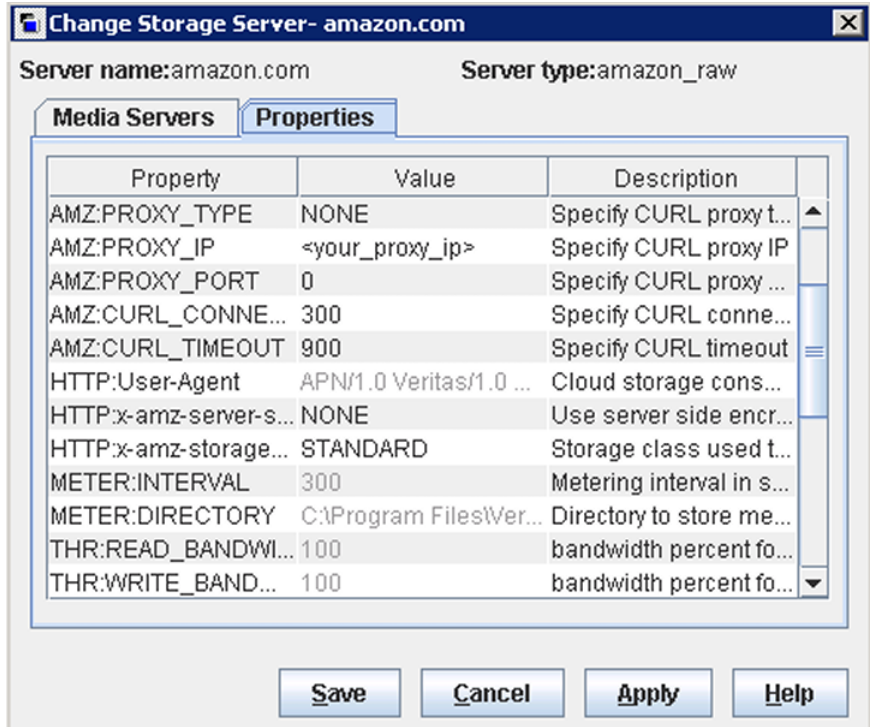 Change Storage Server- amazon.com
Server name:amazon.com Server type:amazon_raw
Media Servers Properties
Property Value Description
AMZ:PROXY_TYPE NONE Specify CURL proxy t...
AMZ:PROXY_IP <your_proxy_ip> Specify CURL proxy IP
AMZ:PROXY_PORT 0 Specify CURL proxy ...
AMZ:CURL_CONNE... 300 Specify CURL conne...
AMZ:CURL_TIMEOUT 900 Specify CURL timeout
HTTP:User-Agent APN/1.0 Veritas/1.0 ... Cloud storage cons...
HTTP:x-amz-server-s... NONE Use server side encr...
HTTP:x-amz-storage... STANDARD Storage class used t...
METER:INTERVAL 300 Metering interval in s...
METER:DIRECTORY C:\Program Files\Ver... Directory to store me...
THR:READ_BANDWI... 100 bandwidth percent fo...
THR:WRITE_BAND... 100 bandwidth percent fo...
Save Cancel Apply Help